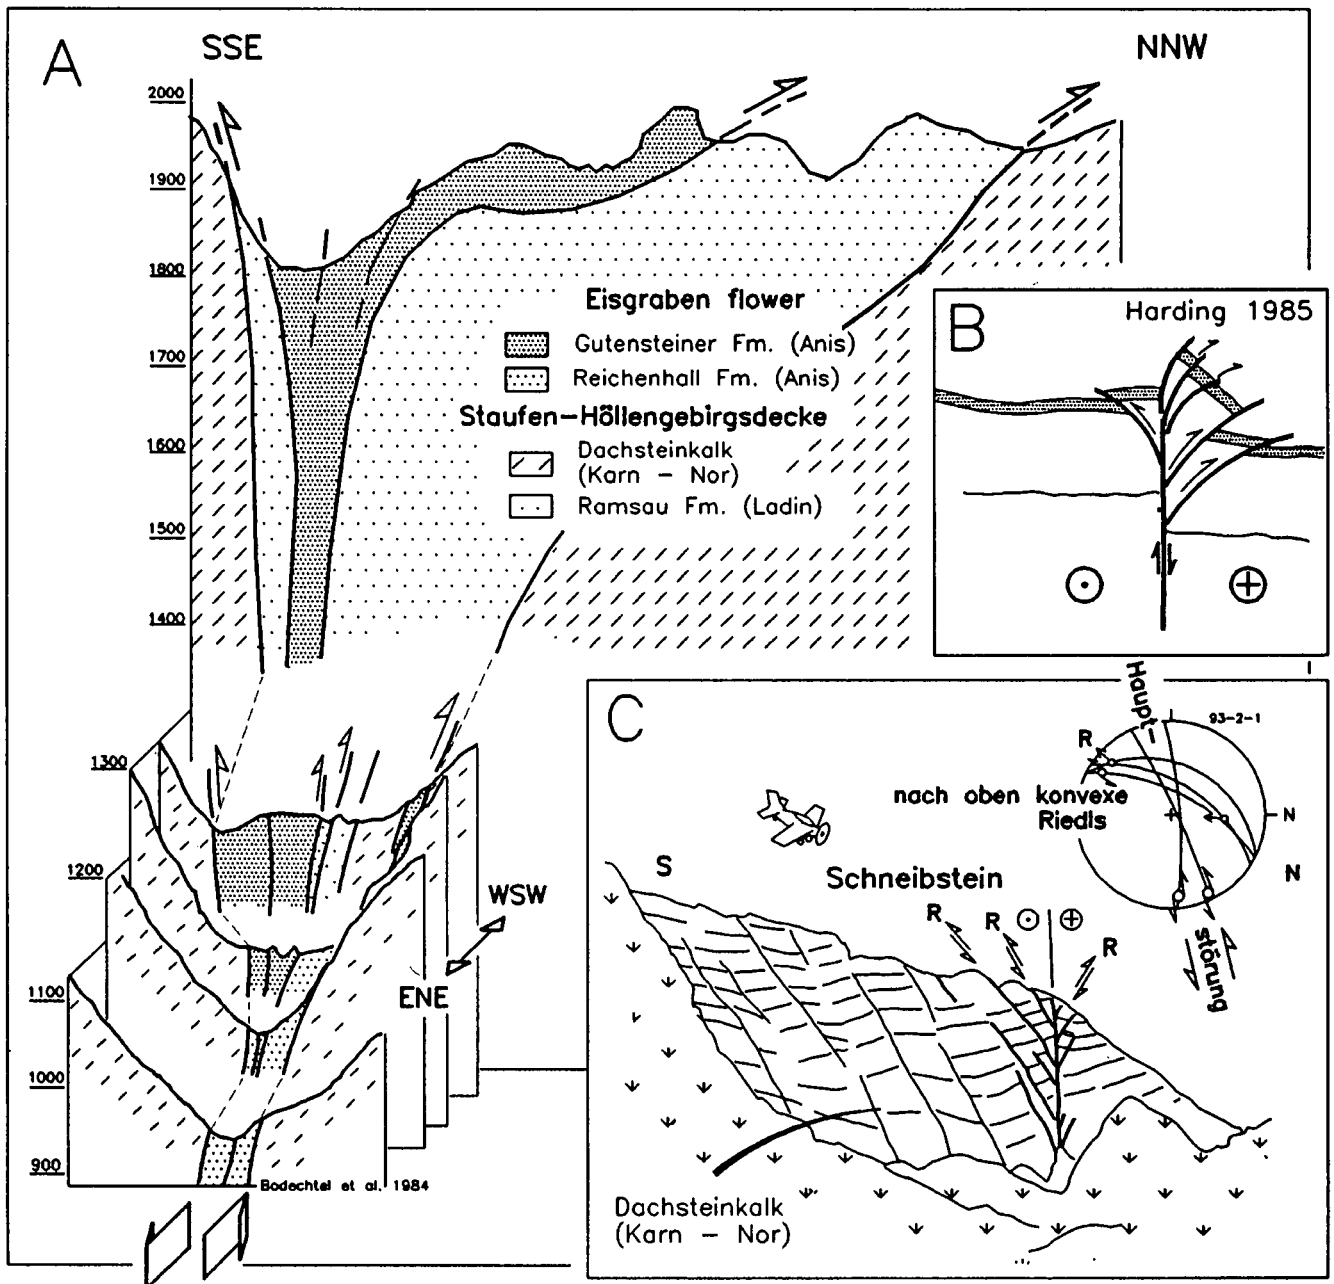 A
SSE
NNW
2000
1900
1800
1700
1600
1500
1400
Eisgraben flower
Gutensteiner Fm. (Anis)
Reichenhall Fm. (Anis)
Staufen-Höllengebirgsdecke
Dachsteinkalk
(Karn - Nor)
Ramsau Fm. (Ladin)
1300
1200
1100
1000
900
WSW
ENE
Bodechtel et al. 1984
B
Harding 1985
C
Haupt-
93-2-1
R
N
nach oben konvexe
Riedls
N
störung
S
Schneibstein
R
R
R
Dachsteinkalk
(Karn - Nor)